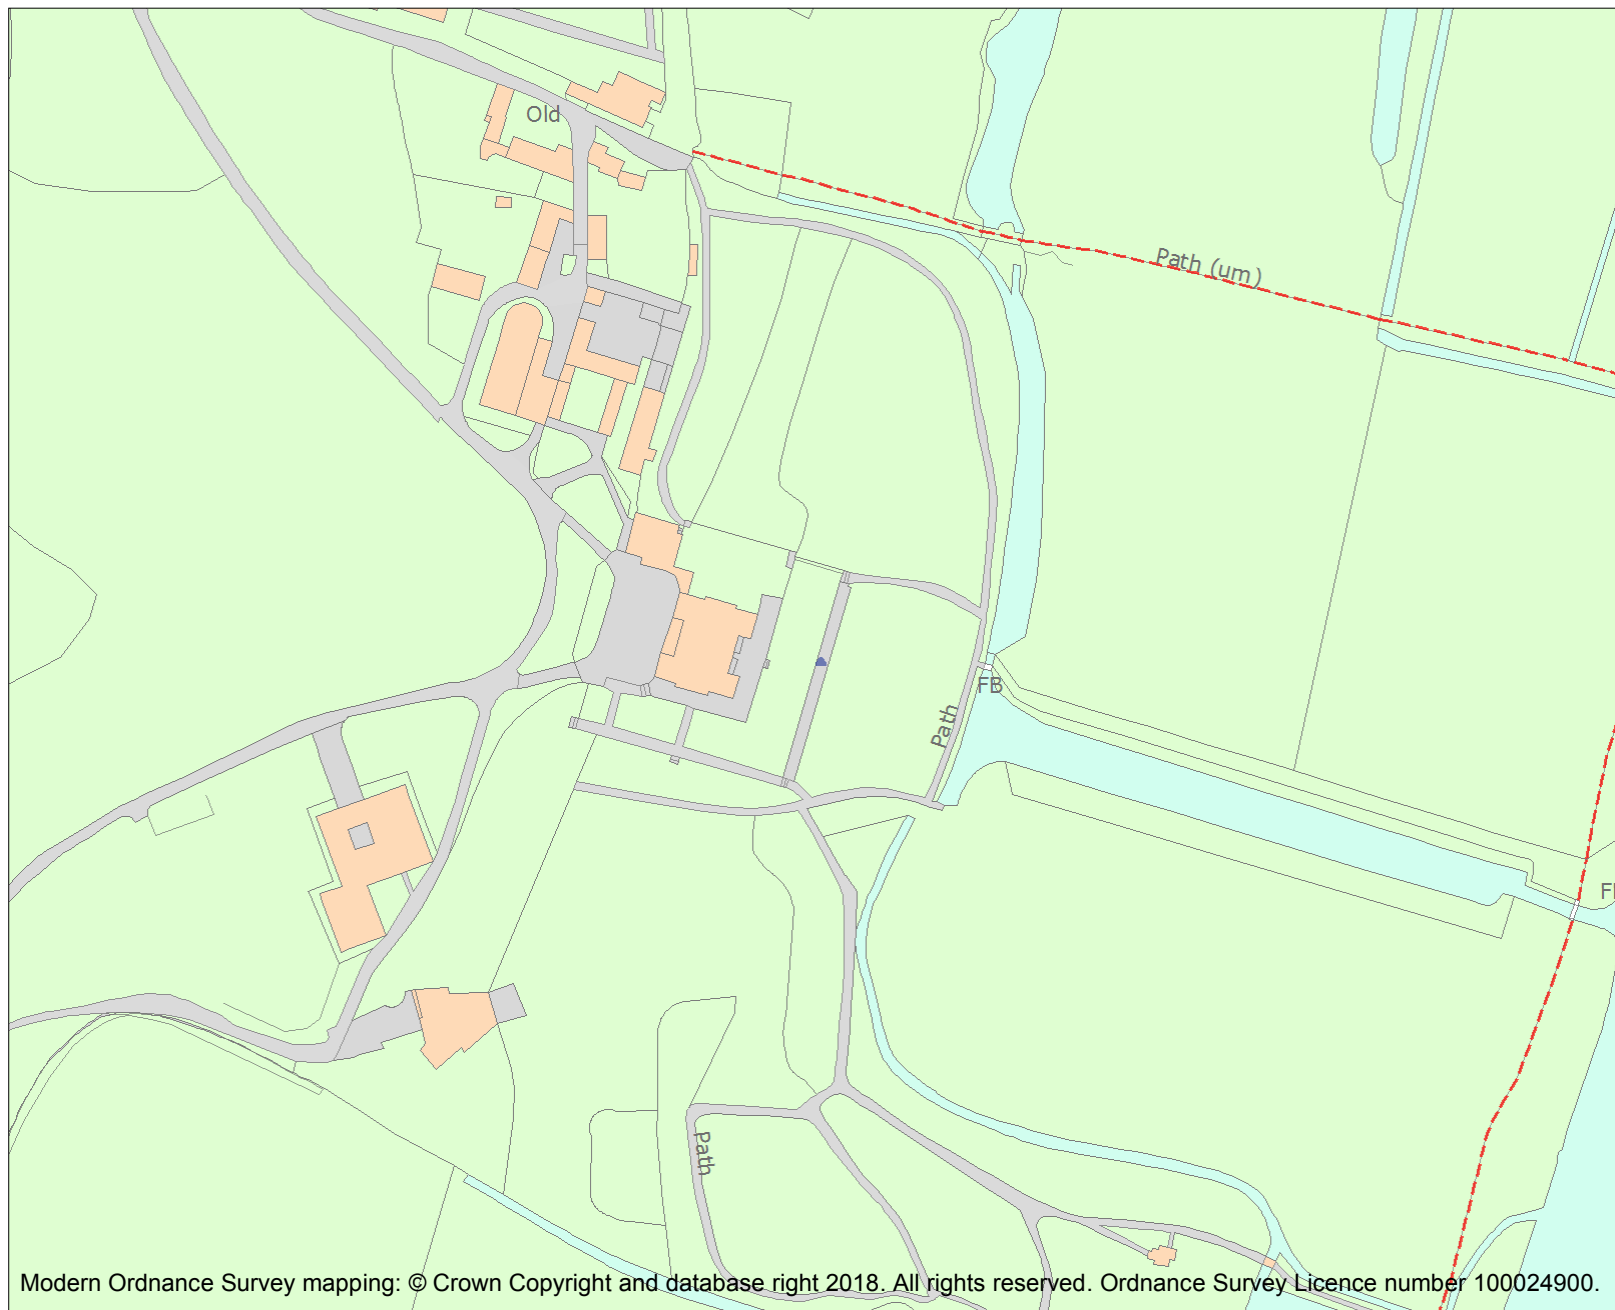 Old
Path (um)
FB
Path
Path
Modern Ordnance Survey mapping: © Crown Copyright and database right 2018. All rights reserved. Ordnance Survey Licence number 100024900.